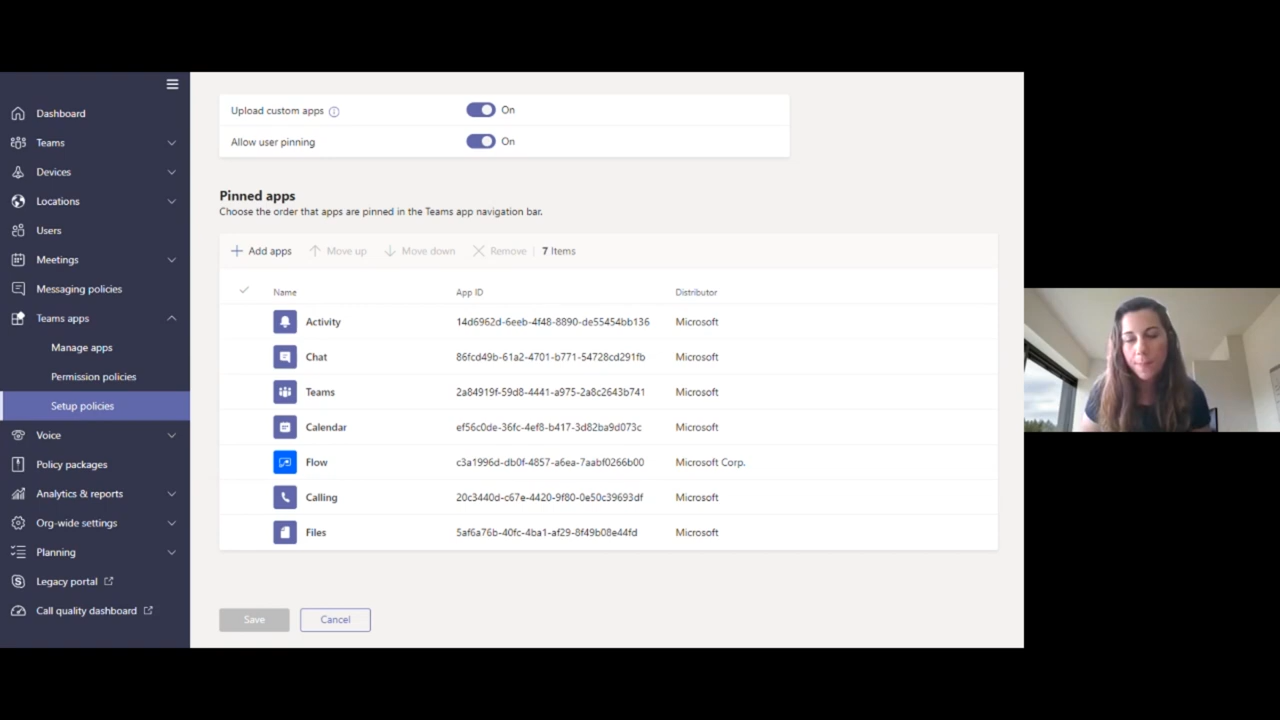 Dashboard
Teams
Devices
Locations
Users
Meetings
Messaging policies
Teams apps
Manage apps
Permission policies
Setup policies
Voice
Policy packages
Analytics & reports
Org-wide settings
Planning
Legacy portal
Call quality dashboard
Upload custom apps On
Allow user pinning On
Pinned apps
Choose the order that apps are pinned in the Teams app navigation bar.
Add apps Move up Move down Remove 7 Items
Name App ID Distributor
Activity 14d6962d-6eeb-4f48-8890-de55454bb136 Microsoft
Chat 86fcd49b-61a2-4701-b771-54728cd291fb Microsoft
Teams 2a84919f-59d8-4441-a975-2a8c2643b741 Microsoft
Calendar ef56c0de-36fc-4ef8-b417-3d82ba9d073c Microsoft
Flow c3a1996d-db0f-4857-a6ea-7aabf0266b00 Microsoft Corp.
Calling 20c3440d-c67e-4420-9f80-0e50c39693df Microsoft
Files 5af6a76b-40fc-4ba1-af29-8f49b08e44fd Microsoft
Save Cancel